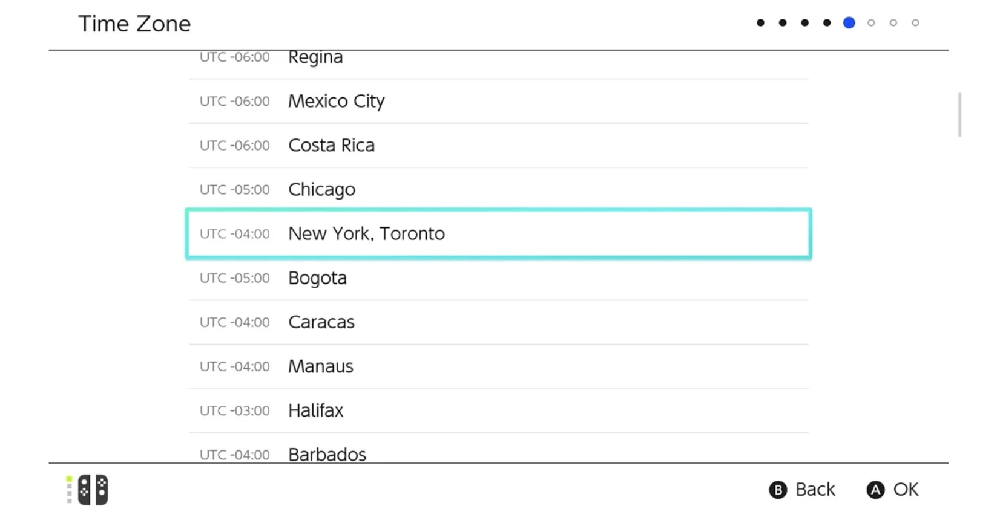 Time Zone
UTC -06:00 Regina
UTC -06:00 Mexico City
UTC -06:00 Costa Rica
UTC -05:00 Chicago
UTC -04:00 New York, Toronto
UTC -05:00 Bogota
UTC -04:00 Caracas
UTC -04:00 Manaus
UTC -03:00 Halifax
UTC -04:00 Barbados
B Back A OK